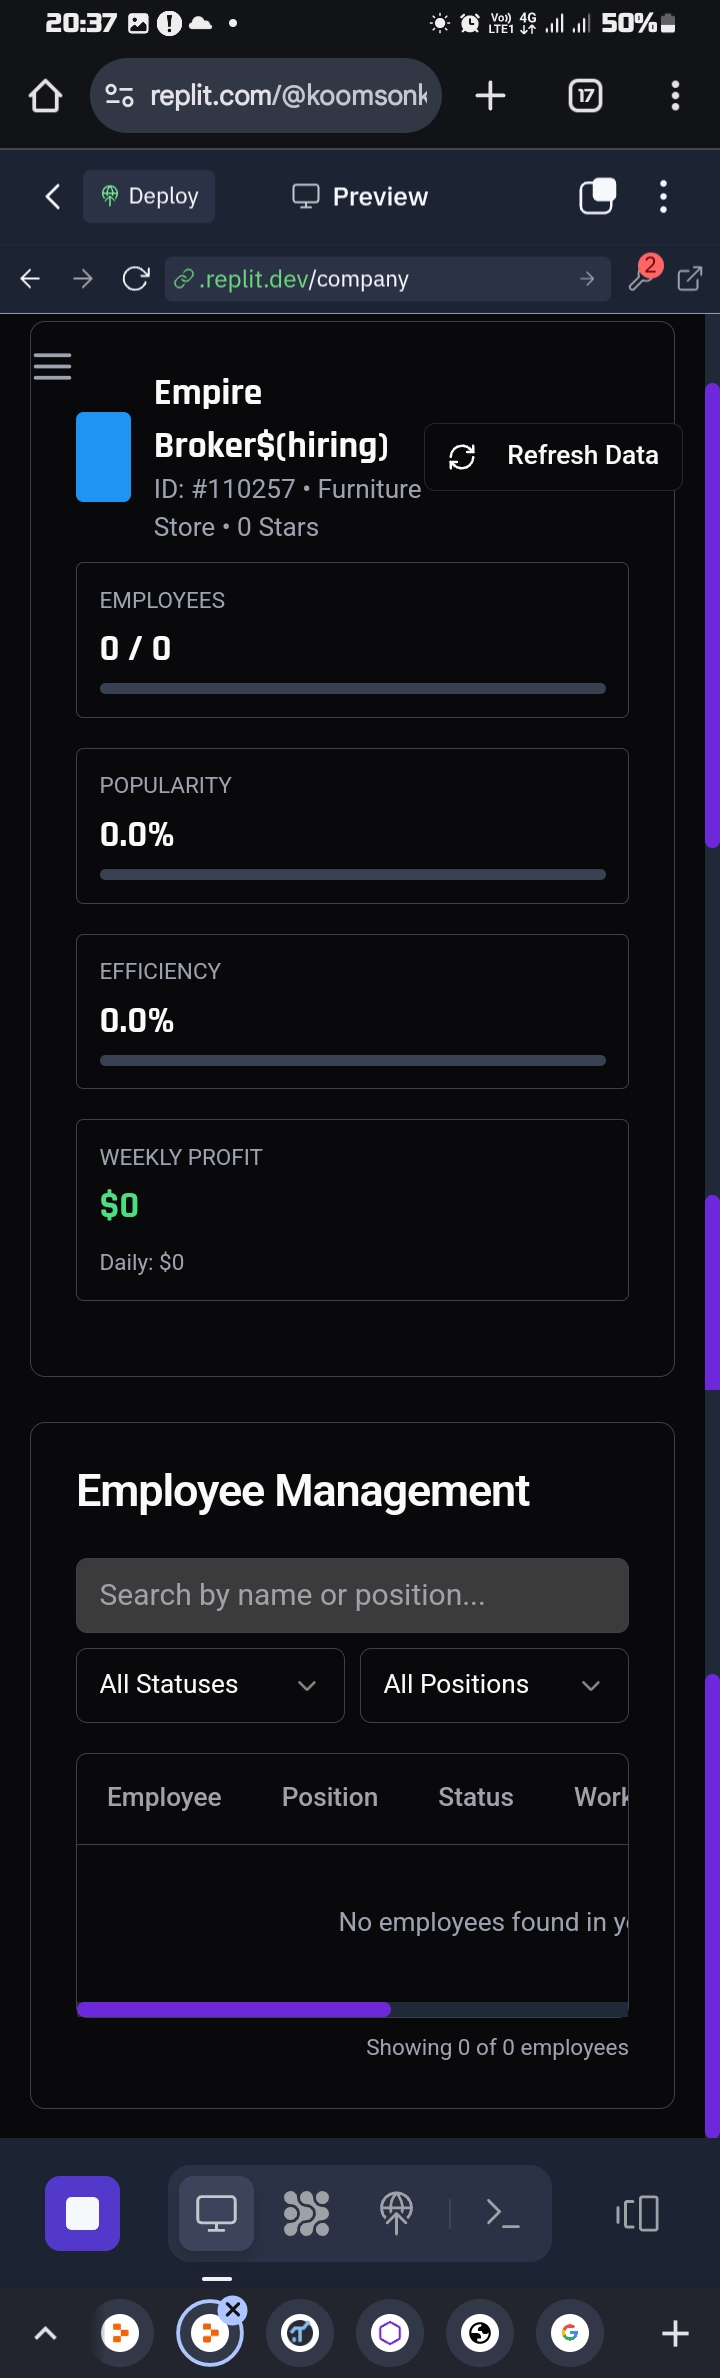 20:37
Vo)) LTE1 4G 50%
replit.com/@koomsonk
17
Deploy
Preview
.replit.dev/company
2
Empire
Broker$(hiring)
Refresh Data
ID: #110257 • Furniture
Store • 0 Stars
EMPLOYEES
0 / 0
POPULARITY
0.0%
EFFICIENCY
0.0%
WEEKLY PROFIT
$0
Daily: $0
Employee Management
Search by name or position...
All Statuses
All Positions
Employee Position Status Work
No employees found in y
Showing 0 of 0 employees